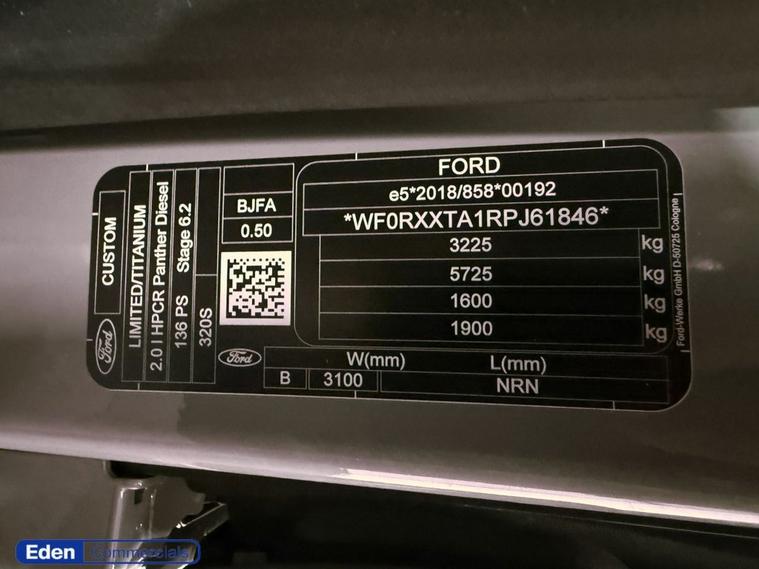 FORD
e5*2018/858*00192
*WF0RXXTA1RPJ61846*
3225 kg
5725 kg
1600 kg
1900 kg
BJFA
0.50
CUSTOM
LIMITED/TITANIUM
2.0 l HPCR Panther Diesel
136 PS Stage 6.2
320S
Ford
Ford
W(mm) L(mm)
B 3100 NRN
Ford-Werke GmbH D-50725 Cologne
Eden Commercials